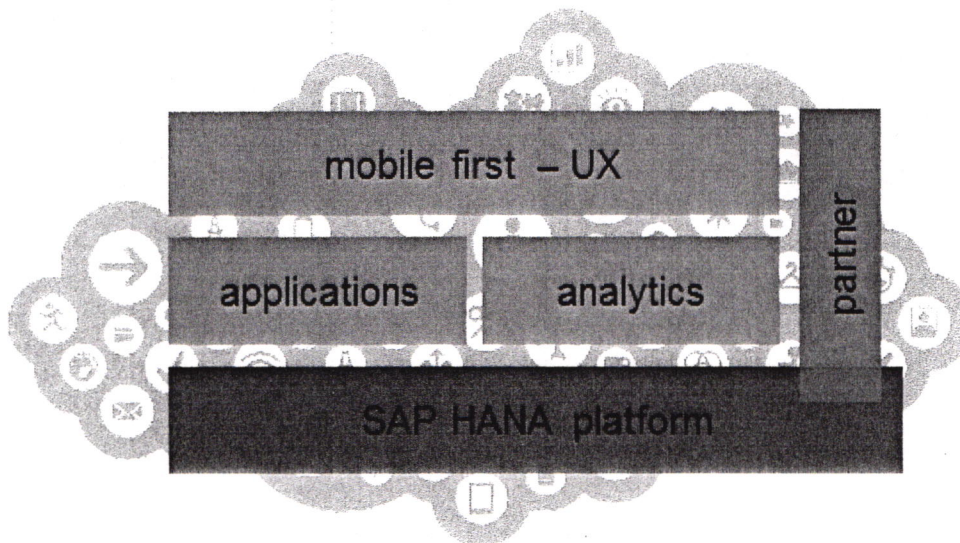 mobile first – UX
applications
analytics
partner
SAP HANA platform